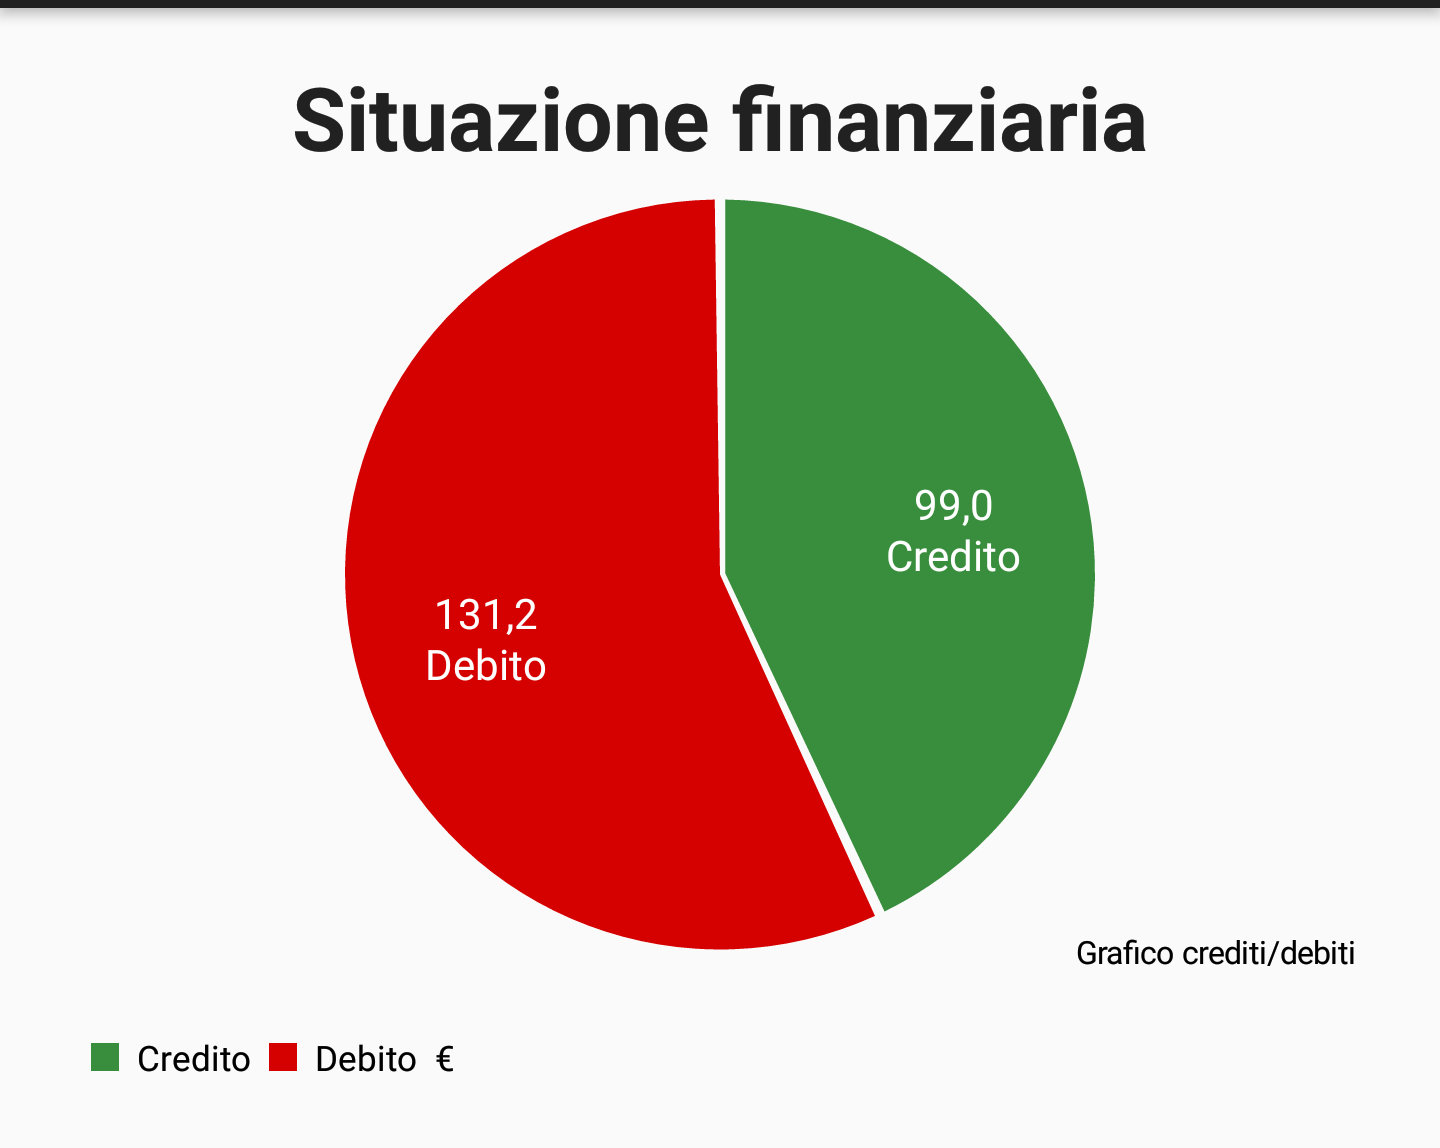 Situazione finanziaria
99,0
Credito
131,2
Debito
Grafico crediti/debiti
Credito Debito €